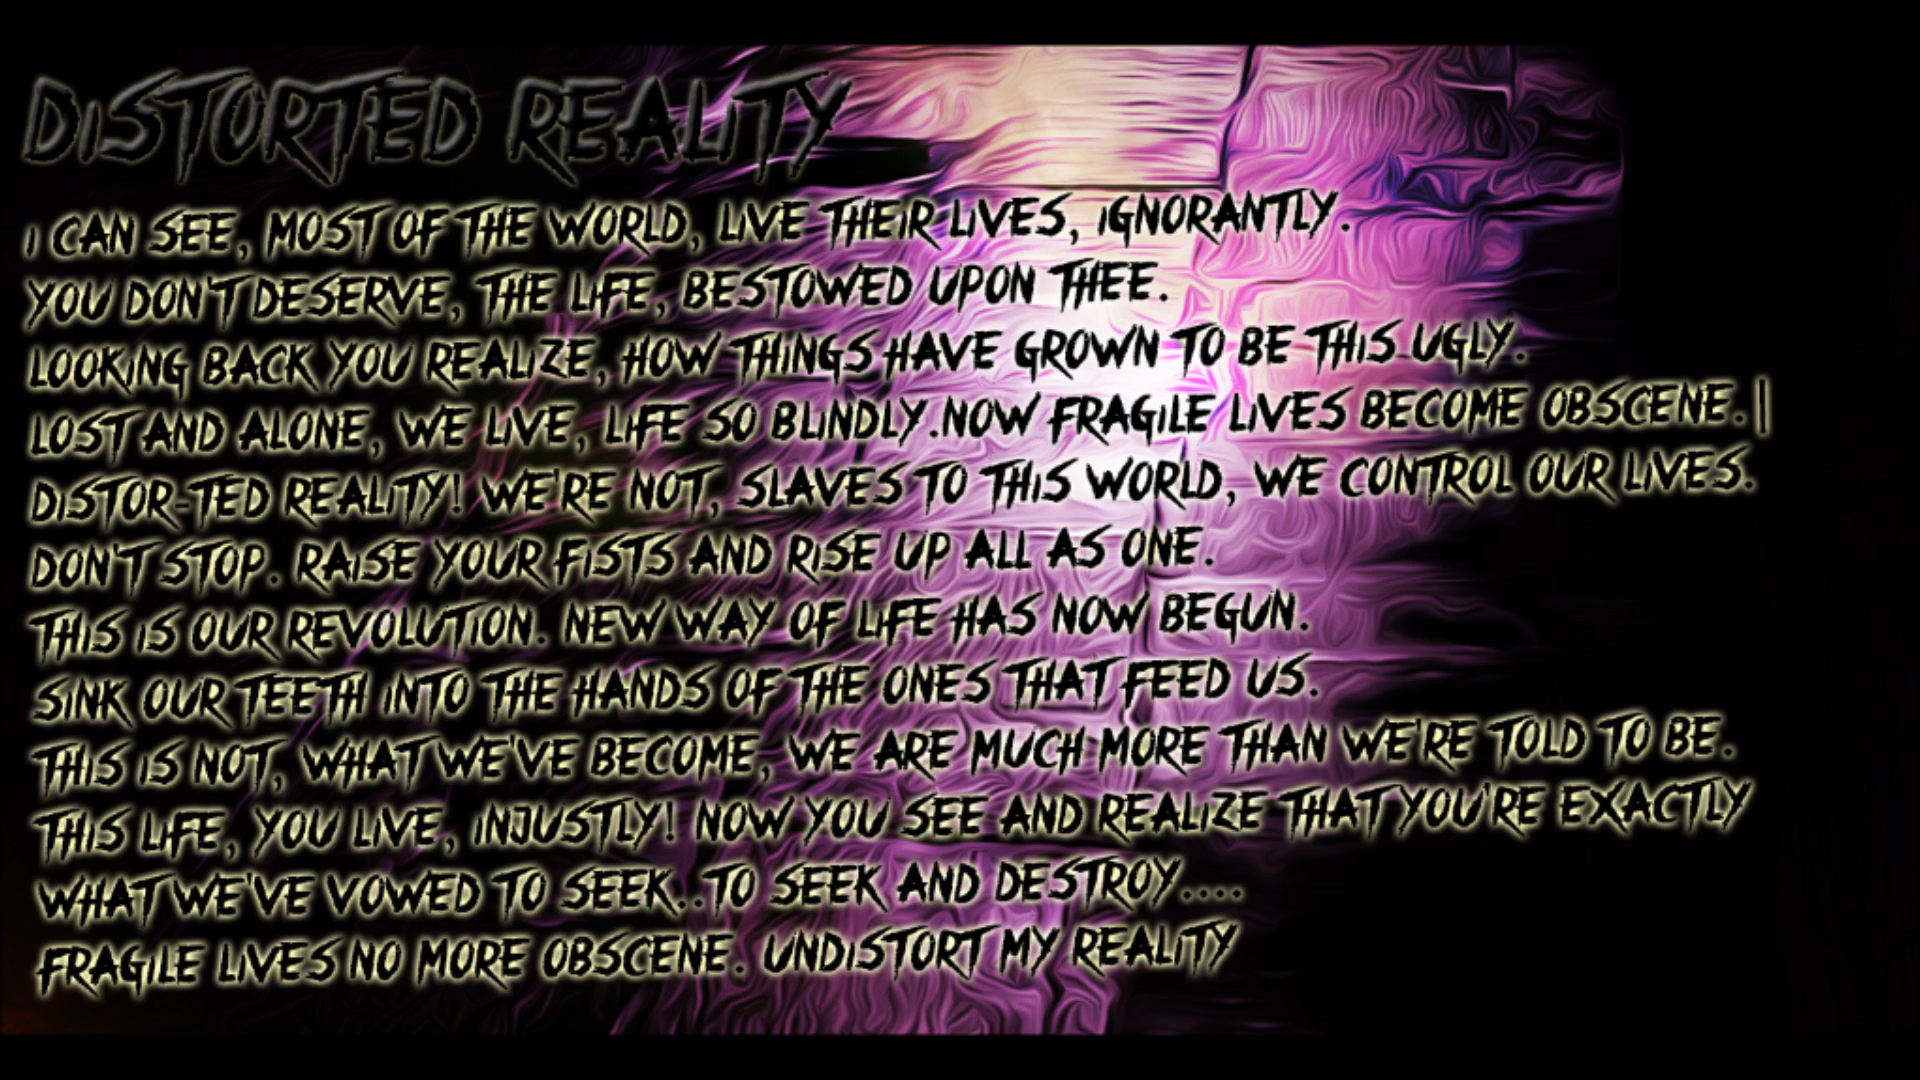 DISTORTED REALITY
I CAN SEE, MOST OF THE WORLD, LIVE THEIR LIVES, IGNORANTLY.
YOU DON'T DESERVE, THE LIFE, BESTOWED UPON THEE.
LOOKING BACK YOU REALIZE, HOW THINGS HAVE GROWN TO BE THIS UGLY.
LOST AND ALONE, WE LIVE, LIFE SO BLINDLY.NOW FRAGILE LIVES BECOME OBSCENE.|
DISTOR-TED REALITY! WE'RE NOT, SLAVES TO THIS WORLD, WE CONTROL OUR LIVES.
DON'T STOP. RAISE YOUR FISTS AND RISE UP ALL AS ONE.
THIS IS OUR REVOLUTION. NEW WAY OF LIFE HAS NOW BEGUN.
SINK OUR TEETH INTO THE HANDS OF THE ONES THAT FEED US.
THIS IS NOT, WHAT WE'VE BECOME, WE ARE MUCH MORE THAN WE'RE TOLD TO BE.
THIS LIFE, YOU LIVE, INJUSTLY! NOW YOU SEE AND REALIZE THAT YOU'RE EXACTLY
WHAT WE'VE VOWED TO SEEK..TO SEEK AND DESTROY....
FRAGILE LIVES NO MORE OBSCENE. UNDISTORT MY REALITY